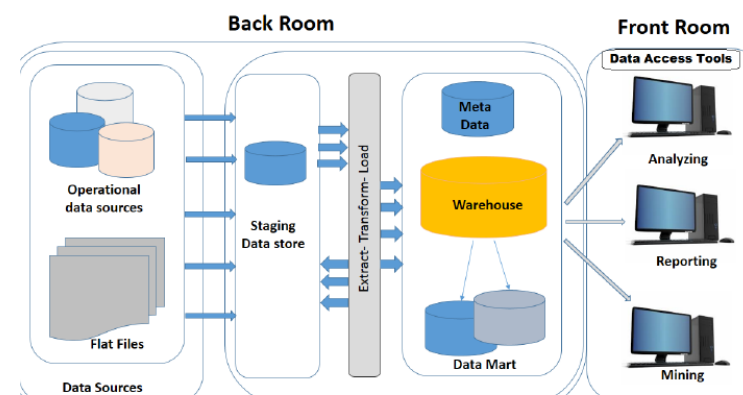 Back Room
Front Room
Data Access Tools
Operational
data sources
Flat Files
Data Sources
Staging
Data store
Extract- Transform- Load
Meta
Data
Warehouse
Data Mart
Analyzing
Reporting
Mining